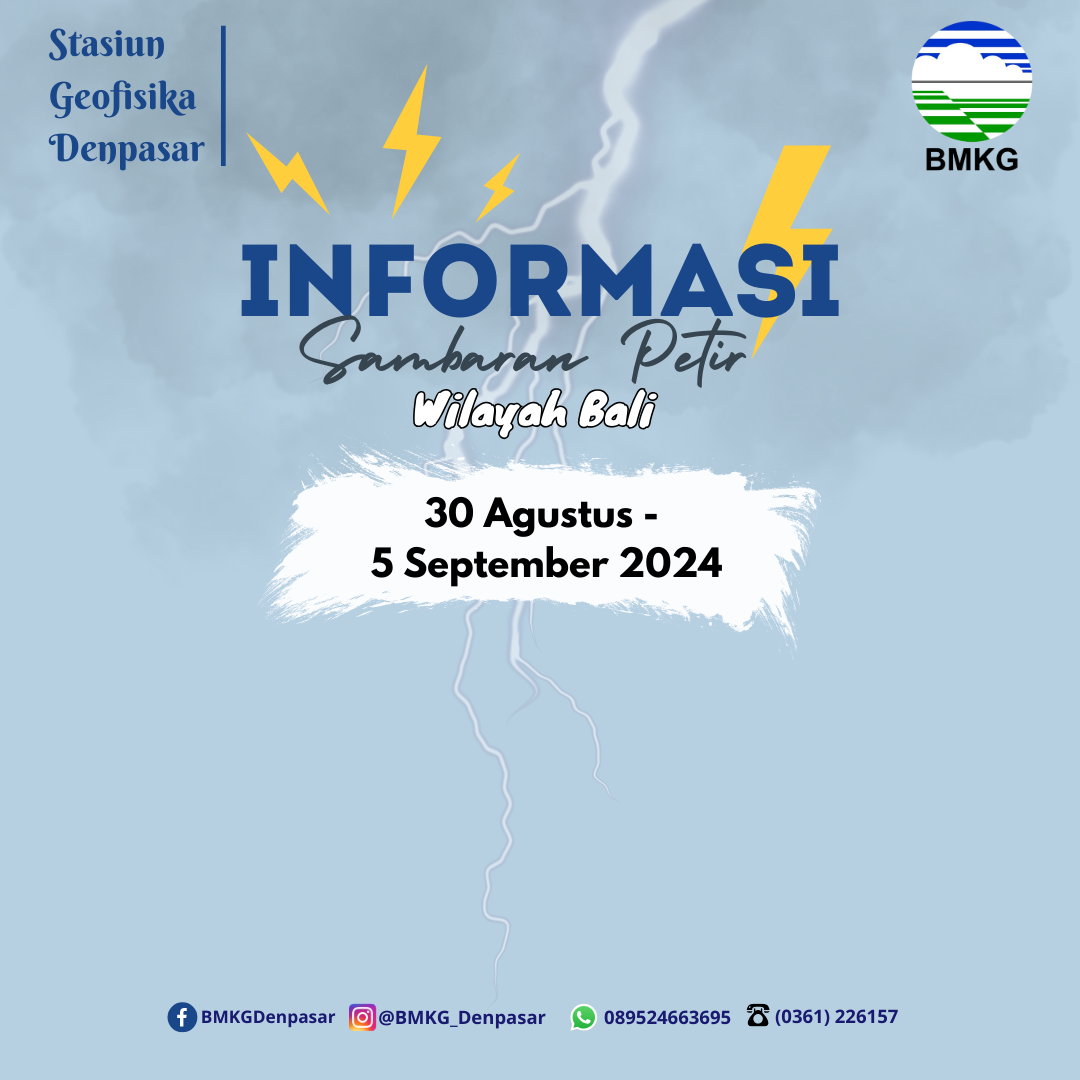 Stasiun
Geofisika
Denpasar
BMKG
INFORMASI
Sambaran Petir
Wilayah Bali
30 Agustus -
5 September 2024
BMKGDenpasar @BMKG_Denpasar 089524663695 (0361) 226157